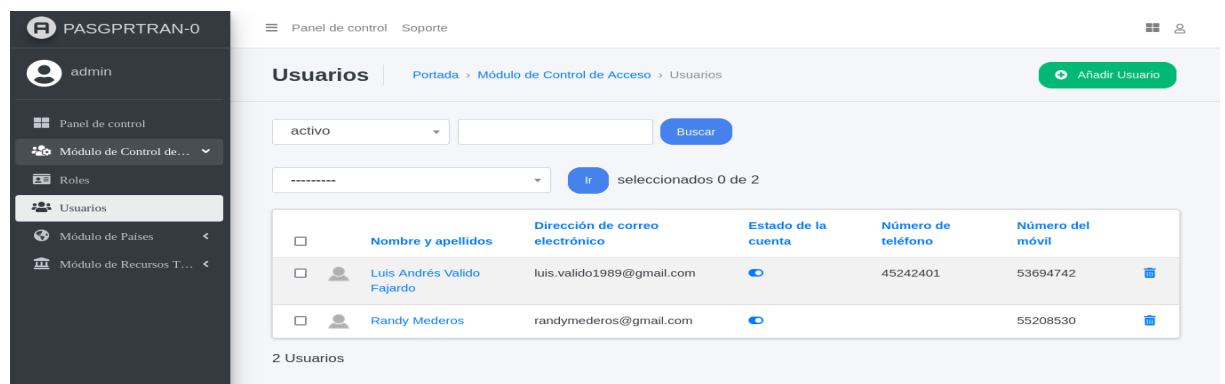 PASGPRTRAN-0
Panel de control Soporte
admin
Usuarios
Portada › Módulo de Control de Acceso › Usuarios
Añadir Usuario
Panel de control
Módulo de Control de…
Roles
Usuarios
Módulo de Países
Módulo de Recursos T…
activo
Buscar
---------
Ir
seleccionados 0 de 2
Nombre y apellidos
Dirección de correo
electrónico
Estado de la
cuenta
Número de
teléfono
Número del
móvil
Luis Andrés Valido
Fajardo
luis.valido1989@gmail.com
45242401
53694742
Randy Mederos
randymederos@gmail.com
55208530
2 Usuarios